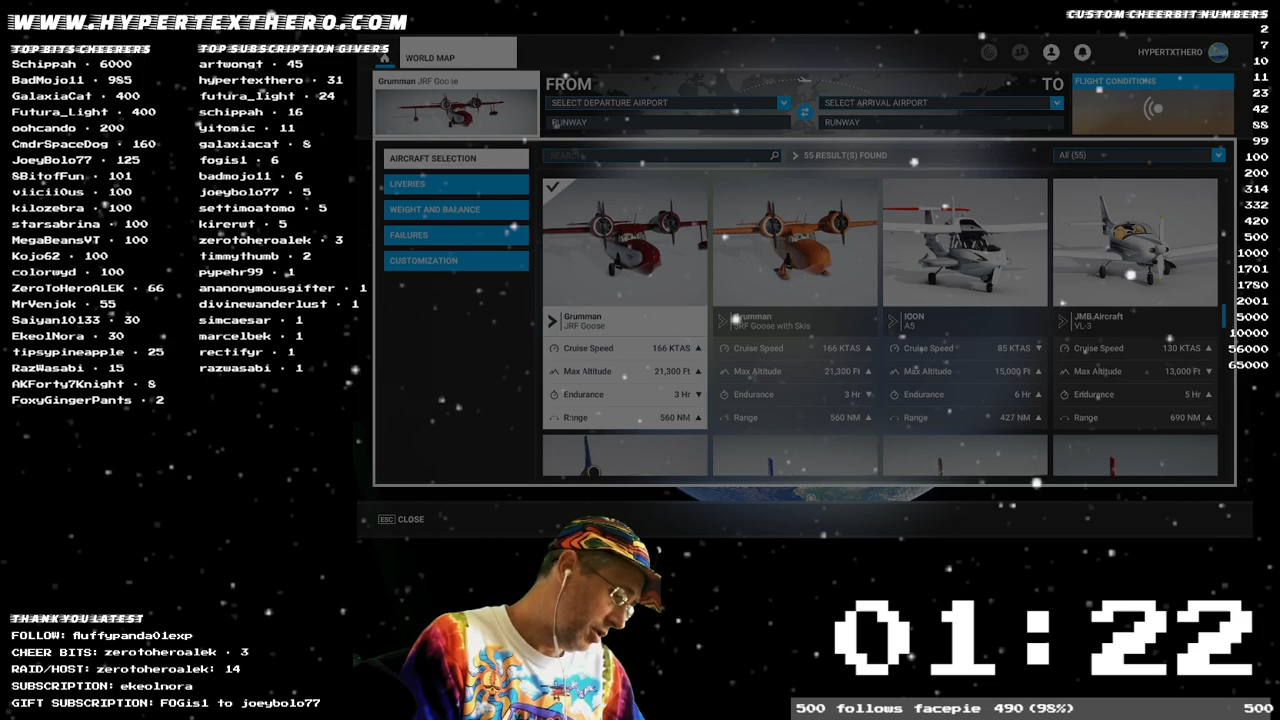 WWW.HYPERTEXTHERO.COM
TOP BITS CHEERERS
Schippah · 6000
BadMojo11 · 985
GalaxiaCat · 400
Futura_Light · 400
oohcando · 200
CmdrSpaceDog · 160
JoeyBolo77 · 125
8BitofFun · 101
viicii0us · 100
kilozebra · 100
starsabrina · 100
MegaBeansVT · 100
Kojo62 · 100
colorwyd · 100
ZeroToHeroALEK · 66
MrVenjok · 55
Saiyan10133 · 30
EkeolNora · 30
tipsypineapple · 25
RazWasabi · 15
AKForty7Knight · 8
FoxyGingerPants · 2
TOP SUBSCRIPTION GIVERS
artwongt · 45
hypertexthero · 31
futura_light · 24
schippah · 16
yitomic · 11
galaxiacat · 8
fogis1 · 6
badmojo11 · 6
joeybolo77 · 5
settimoatomo · 5
kirerwt · 5
zerotoheroalek · 3
timmythumb · 2
pypehr99 · 1
ananonymousgifter · 1
divinewanderlust · 1
simcaesar · 1
marcelbek · 1
rectifyr · 1
razwasabi · 1
WORLD MAP
HYPERTXTHERO
Grumman JRF Goose
FROM
SELECT DEPARTURE AIRPORT
RUNWAY
TO
SELECT ARRIVAL AIRPORT
RUNWAY
FLIGHT CONDITIONS
AIRCRAFT SELECTION
LIVERIES
WEIGHT AND BALANCE
FAILURES
CUSTOMIZATION
SEARCH
55 RESULT(S) FOUND
All (55)
Grumman
JRF Goose
Cruise Speed 166 KTAS
Max Altitude 21,300 Ft
Endurance 3 Hr
Range 560 NM
Grumman
JRF Goose with Skis
Cruise Speed 166 KTAS
Max Altitude 21,300 Ft
Endurance 3 Hr
Range 560 NM
ICON
A5
Cruise Speed 85 KTAS
Max Altitude 15,000 Ft
Endurance 6 Hr
Range 427 NM
JMB Aircraft
VL-3
Cruise Speed 130 KTAS
Max Altitude 13,000 Ft
Endurance 5 Hr
Range 690 NM
ESC CLOSE
CUSTOM CHEERBIT NUMBERS
2
7
10
11
23
42
88
99
100
200
314
332
420
500
1000
1701
1780
2001
5000
10000
56000
65000
THANK YOU LATEST
FOLLOW: fluffypanda01exp
CHEER BITS: zerotoheroalek · 3
RAID/HOST: zerotoheroalek: 14
SUBSCRIPTION: ekeolnora
GIFT SUBSCRIPTION: FOGis1 to joeybolo77
01:22
500 follows facepie 490 (98%) 500